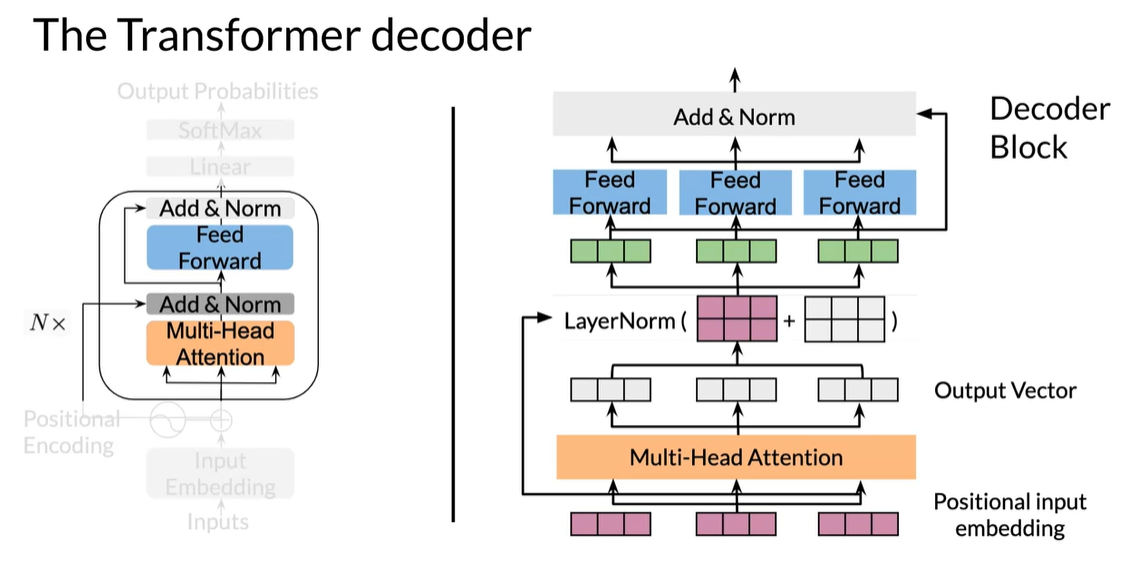 The Transformer decoder
Output Probabilities
SoftMax
Linear
Add & Norm
Feed
Forward
Add & Norm
Multi-Head
Attention
N×
Positional
Encoding
Input
Embedding
Inputs
Add & Norm
Decoder
Block
Feed
Forward
Feed
Forward
Feed
Forward
LayerNorm ( + )
Output Vector
Multi-Head Attention
Positional input
embedding